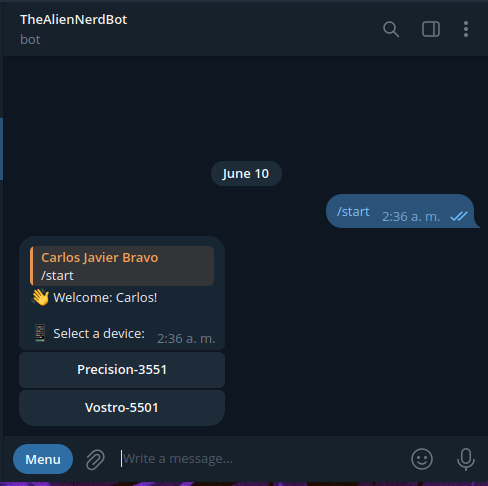 TheAlienNerdBot
bot
June 10
/start 2:36 a. m.
Carlos Javier Bravo
/start
👋 Welcome: Carlos!
📱 Select a device: 2:36 a. m.
Precision-3551
Vostro-5501
Menu Write a message...